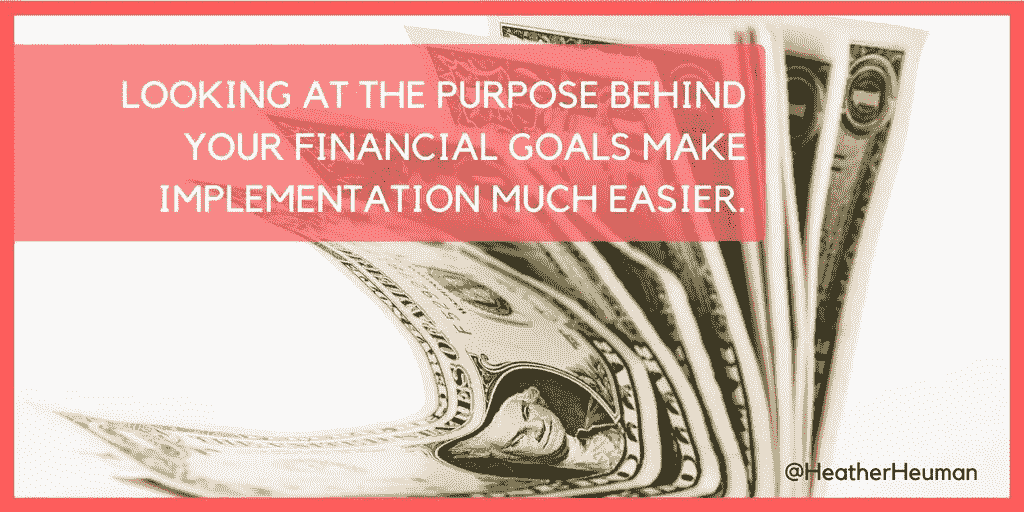 LOOKING AT THE PURPOSE BEHIND
YOUR FINANCIAL GOALS MAKE
IMPLEMENTATION MUCH EASIER.
@HeatherHeuman